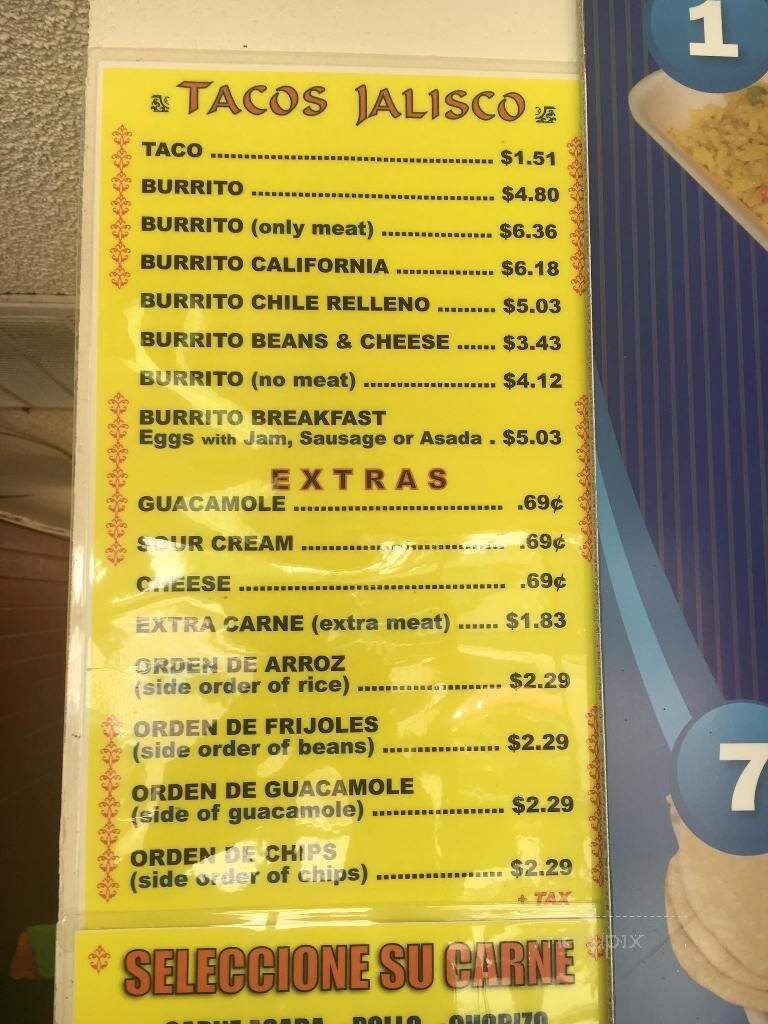 1
TACOS JALISCO
TACO ................................ $1.51
BURRITO ............................ $4.80
BURRITO (only meat) ................ $6.36
BURRITO CALIFORNIA .............. $6.18
BURRITO CHILE RELLENO ......... $5.03
BURRITO BEANS & CHEESE ...... $3.43
BURRITO (no meat) ................... $4.12
BURRITO BREAKFAST
Eggs with Jam, Sausage or Asada . $5.03
EXTRAS
GUACAMOLE .............................. .69¢
SOUR CREAM ............................. .69¢
CHEESE ...................................... .69¢
EXTRA CARNE (extra meat) ...... $1.83
ORDEN DE ARROZ
(side order of rice) ..................... $2.29
ORDEN DE FRIJOLES
(side order of beans) ................. $2.29
ORDEN DE GUACAMOLE
(side of guacamole) ................... $2.29
ORDEN DE CHIPS
(side order of chips) .................. $2.29
+ TAX
7
SELECCIONE SU CARNE
CARNE ASADA POLLO CHORIZO